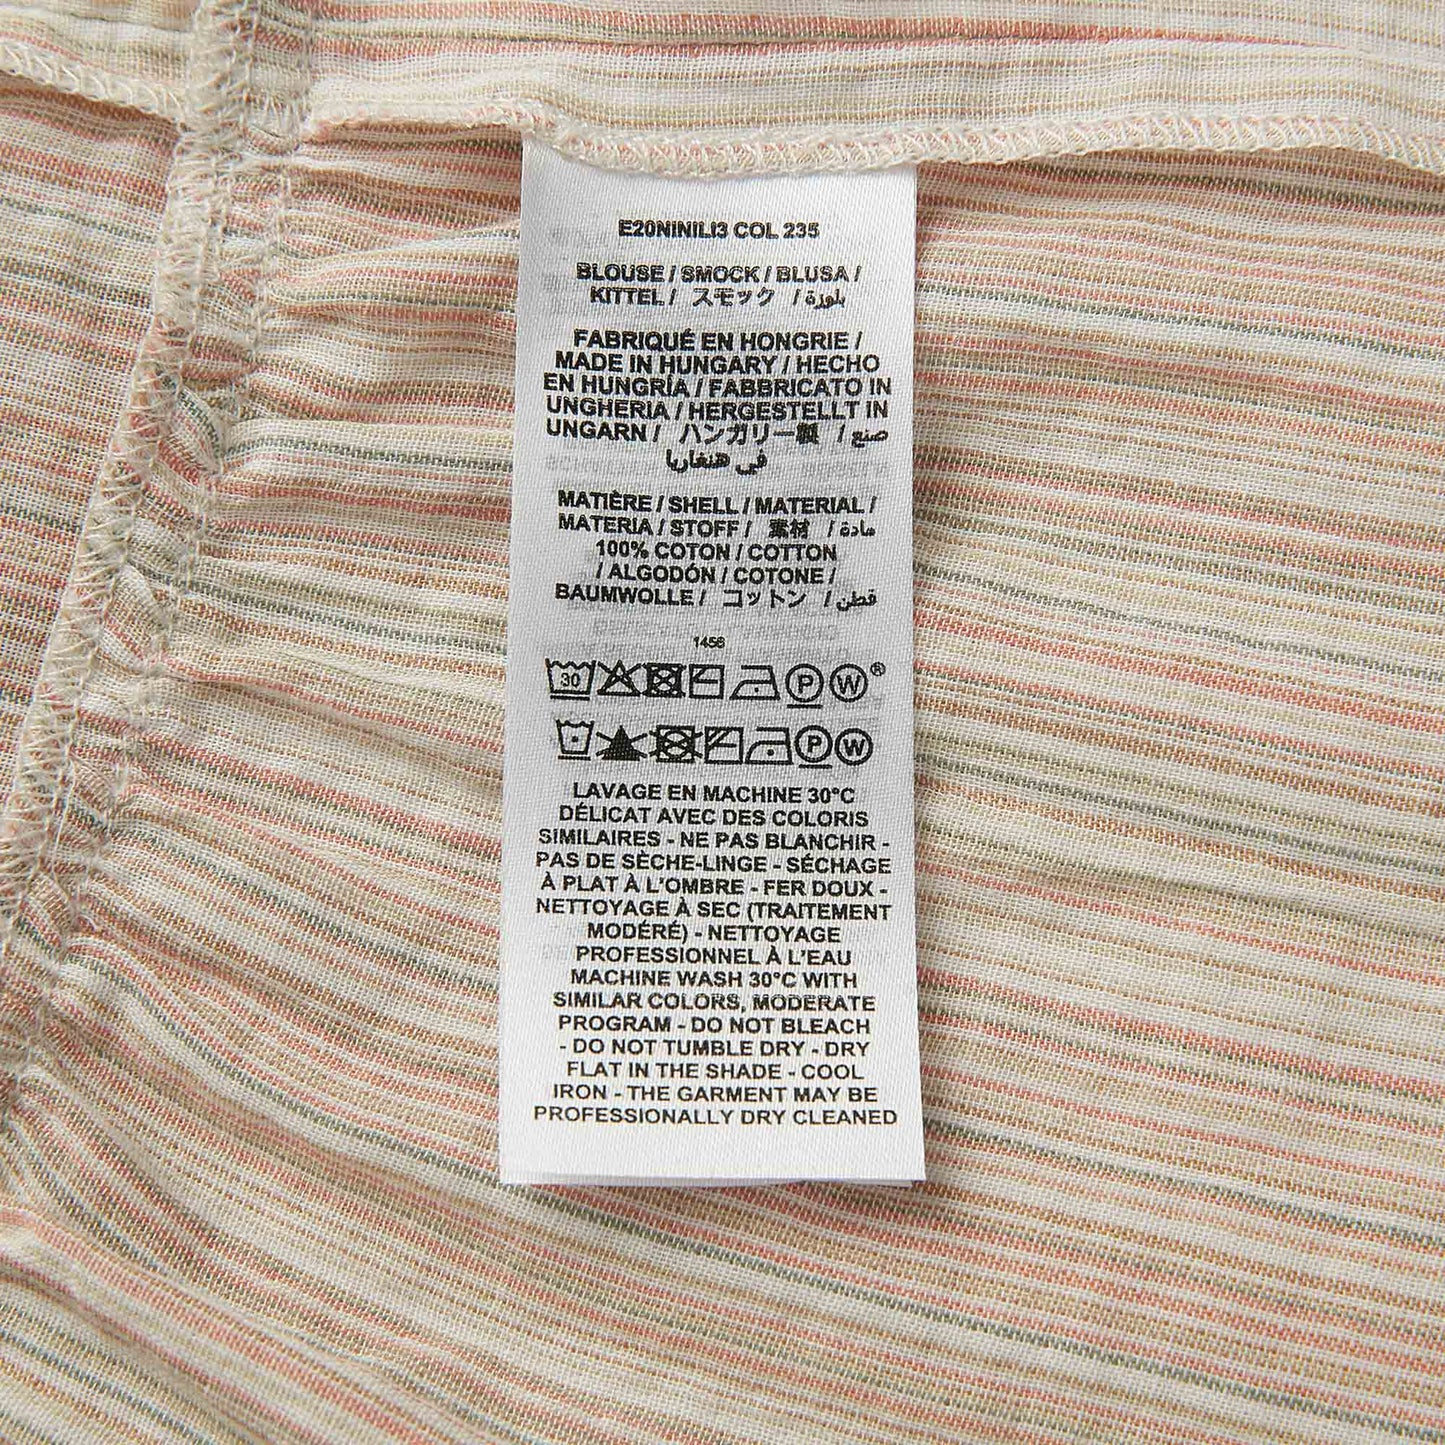 E20NINILI3 COL 235
BLOUSE / SMOCK / BLUSA /
KITTEL / スモック / بلوزة
FABRIQUÉ EN HONGRIE /
MADE IN HUNGARY / HECHO
EN HUNGRÍA / FABBRICATO IN
UNGHERIA / HERGESTELLT IN
UNGARN / ハンガリー製 / صنع
في هنغاريا
MATIÈRE / SHELL / MATERIAL /
MATERIA / STOFF / 素材 / مادة
100% COTON / COTTON
/ ALGODÓN / COTONE /
BAUMWOLLE / コットン / قطن
1456
30 P W ®
P W
LAVAGE EN MACHINE 30°C
DÉLICAT AVEC DES COLORIS
SIMILAIRES - NE PAS BLANCHIR -
PAS DE SÈCHE-LINGE - SÉCHAGE
À PLAT À L'OMBRE - FER DOUX -
NETTOYAGE À SEC (TRAITEMENT
MODÉRÉ) - NETTOYAGE
PROFESSIONNEL À L'EAU
MACHINE WASH 30°C WITH
SIMILAR COLORS, MODERATE
PROGRAM - DO NOT BLEACH
- DO NOT TUMBLE DRY - DRY
FLAT IN THE SHADE - COOL
IRON - THE GARMENT MAY BE
PROFESSIONALLY DRY CLEANED